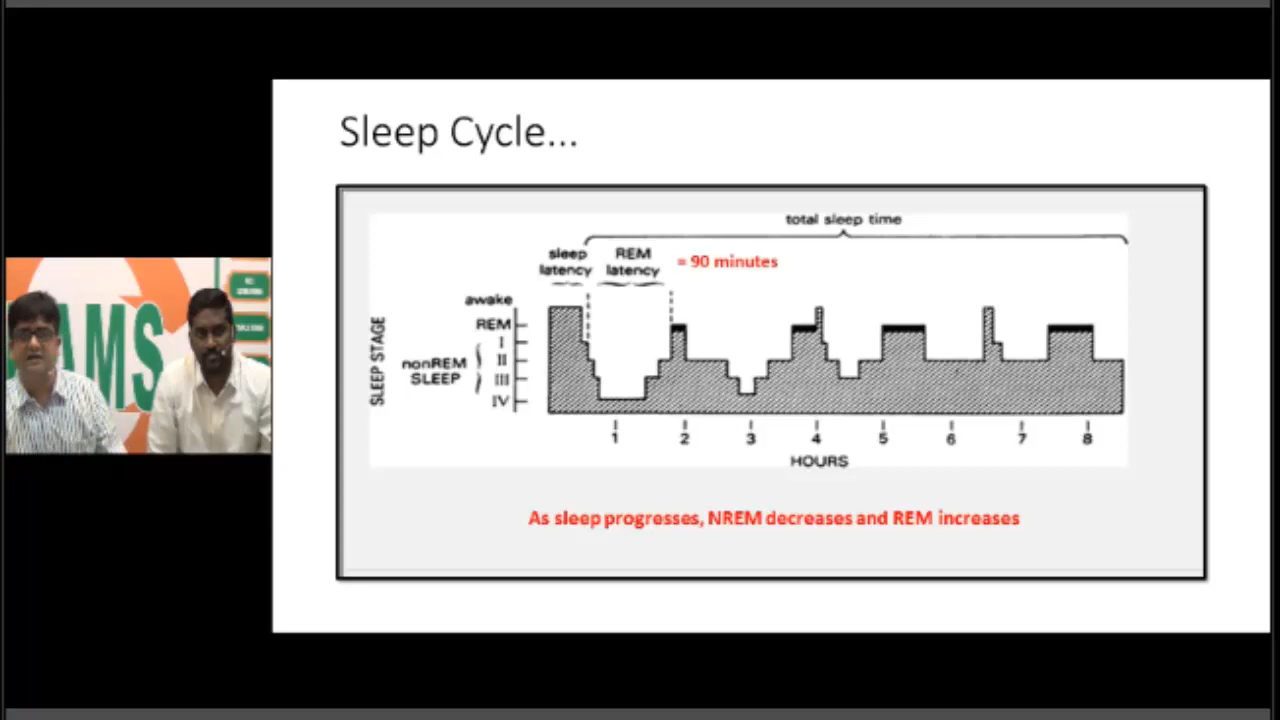 Sleep Cycle...
total sleep time
sleep
latency
REM
latency
= 90 minutes
awake
REM
I
II
III
IV
nonREM
SLEEP
SLEEP STAGE
1 2 3 4 5 6 7 8
HOURS
As sleep progresses, NREM decreases and REM increases
AMS